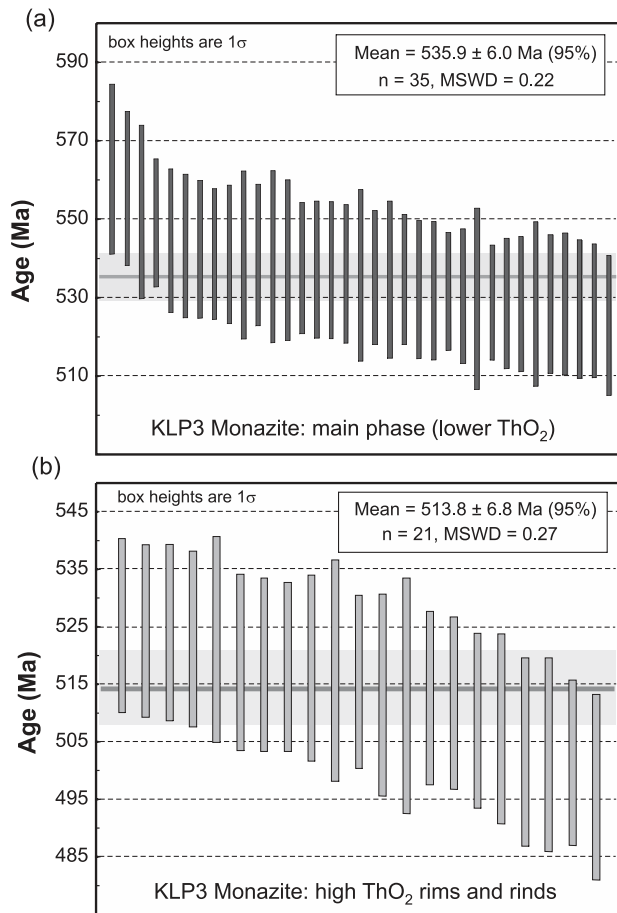 (a)
box heights are 1σ
Mean = 535.9 ± 6.0 Ma (95%)
n = 35, MSWD = 0.22
590
570
550
530
510
Age (Ma)
KLP3 Monazite: main phase (lower ThO₂)
(b)
box heights are 1σ
Mean = 513.8 ± 6.8 Ma (95%)
n = 21, MSWD = 0.27
545
535
525
515
505
495
485
Age (Ma)
KLP3 Monazite: high ThO₂ rims and rinds